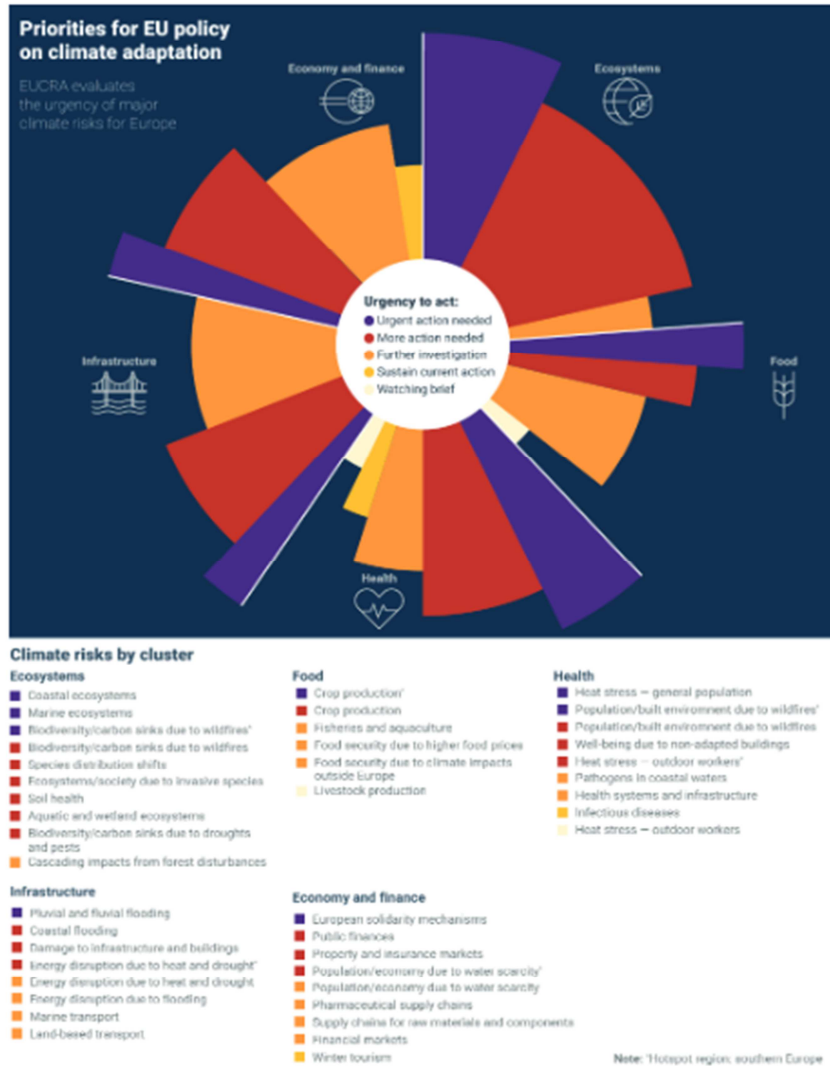 Priorities for EU policy
on climate adaptation
EUCRA evaluates
the urgency of major
climate risks for Europe
Economy and finance
Ecosystems
Urgency to act:
Urgent action needed
More action needed
Further investigation
Sustain current action
Watching brief
Infrastructure
Food
Health
Climate risks by cluster
Ecosystems
Coastal ecosystems
Marine ecosystems
Biodiversity/carbon sinks due to wildfires*
Biodiversity/carbon sinks due to wildfires
Species distribution shifts
Ecosystems/society due to invasive species
Soil health
Aquatic and wetland ecosystems
Biodiversity/carbon sinks due to droughts
and pests
Cascading impacts from forest disturbances
Food
Crop production*
Crop production
Fisheries and aquaculture
Food security due to higher food prices
Food security due to climate impacts
outside Europe
Livestock production
Health
Heat stress — general population
Population/built enviromnent due to wildfires*
Population/built enviromnent due to wildfires
Well-being due to non-adapted buildings
Heat stress — outdoor workers*
Pathogens in coastal waters
Health systems and infrastructure
Infectious diseases
Heat stress — outdoor workers
Infrastructure
Pluvial and fluvial flooding
Coastal flooding
Damage to infrastructure and buildings
Energy disruption due to heat and drought*
Energy disruption due to heat and drought
Energy disruption due to flooding
Marine transport
Land-based transport
Economy and finance
European solidarity mechanisms
Public finances
Property and insurance markets
Population/economy due to water scarcity*
Population/economy due to water scarcity
Pharmaceutical supply chains
Supply chains for raw materials and components
Financial markets
Winter tourism
Note: *Hotspot region: southern Europe